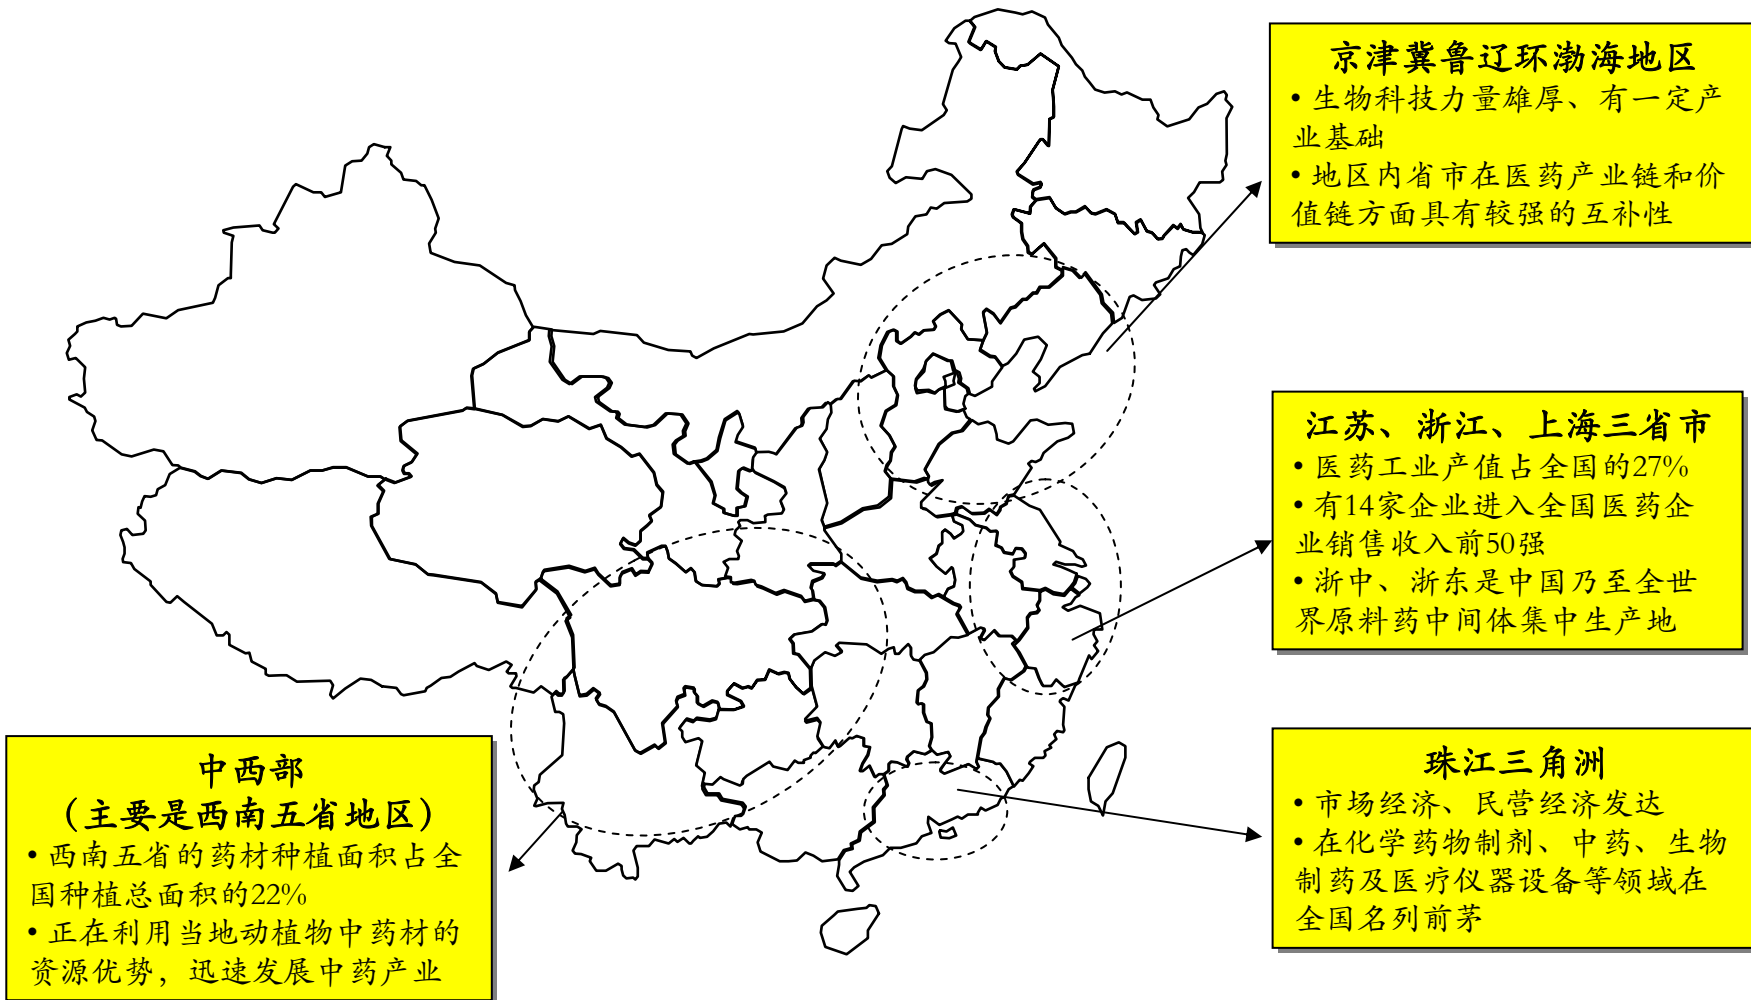 京津冀鲁辽环渤海地区
• 生物科技力量雄厚、有一定产
业基础
• 地区内省市在医药产业链和价
值链方面具有较强的互补性
江苏、浙江、上海三省市
• 医药工业产值占全国的27%
• 有14家企业进入全国医药企
业销售收入前50强
• 浙中、浙东是中国乃至全世
界原料药中间体集中生产地
珠江三角洲
• 市场经济、民营经济发达
• 在化学药物制剂、中药、生物
制药及医疗仪器设备等领域在
全国名列前茅
中西部
（主要是西南五省地区）
• 西南五省的药材种植面积占全
国种植总面积的22%
• 正在利用当地动植物中药材的
资源优势，迅速发展中药产业